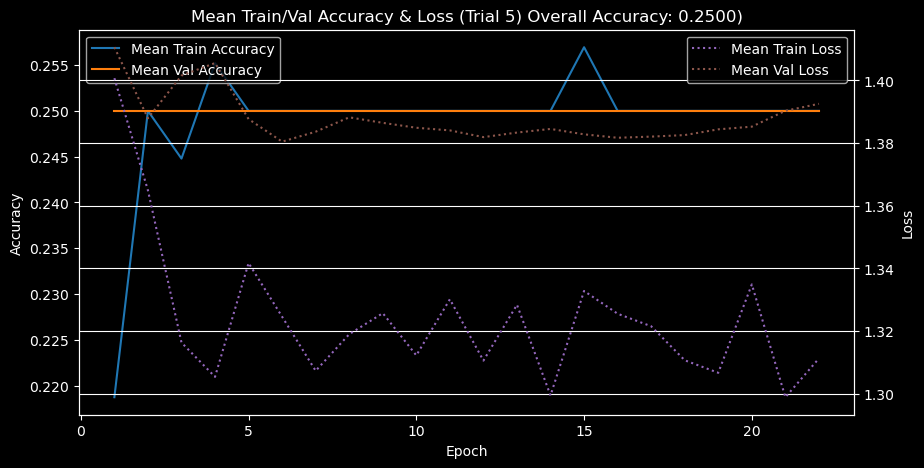 Mean Train/Val Accuracy & Loss (Trial 5) Overall Accuracy: 0.2500)
Mean Train Accuracy
Mean Val Accuracy
Mean Train Loss
Mean Val Loss
0.255
0.250
0.245
0.240
0.235
0.230
0.225
0.220
Accuracy
1.40
1.38
1.36
1.34
1.32
1.30
Loss
0 5 10 15 20
Epoch